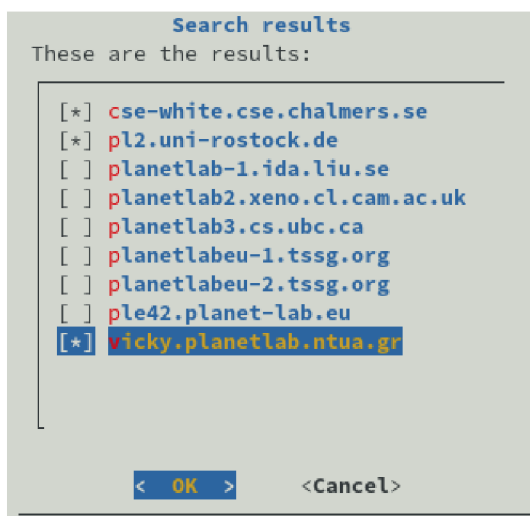 Search results
These are the results:
[*] cse-white.cse.chalmers.se
[*] pl2.uni-rostock.de
[ ] planetlab-1.ida.liu.se
[ ] planetlab2.xeno.cl.cam.ac.uk
[ ] planetlab3.cs.ubc.ca
[ ] planetlabeu-1.tssg.org
[ ] planetlabeu-2.tssg.org
[ ] ple42.planet-lab.eu
[*] vicky.planetlab.ntua.gr
< OK > <Cancel>